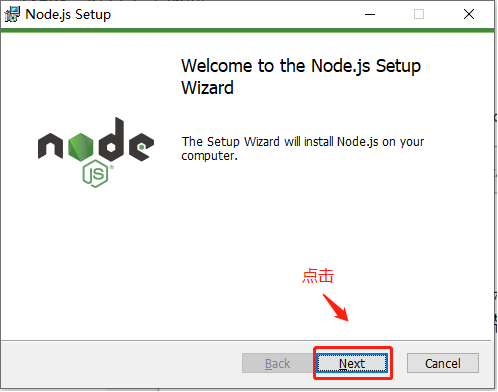 Node.js Setup
Welcome to the Node.js Setup
Wizard
node
JS
®
The Setup Wizard will install Node.js on your
computer.
点击
Back
Next
Cancel